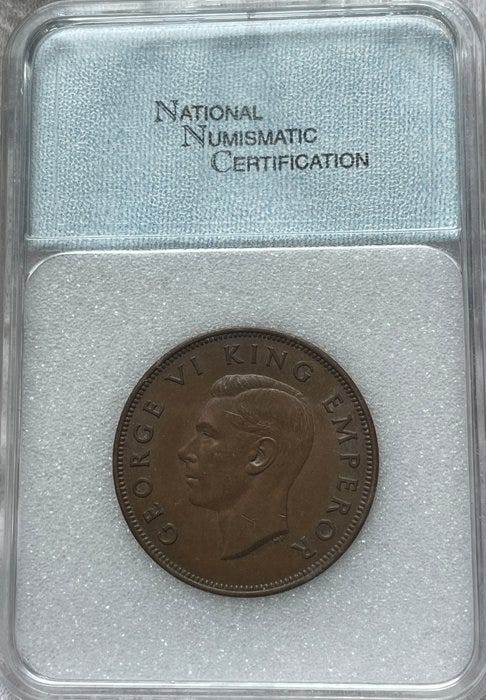 NATIONAL
NUMISMATIC
CERTIFICATION
GEORGE VI KING EMPEROR